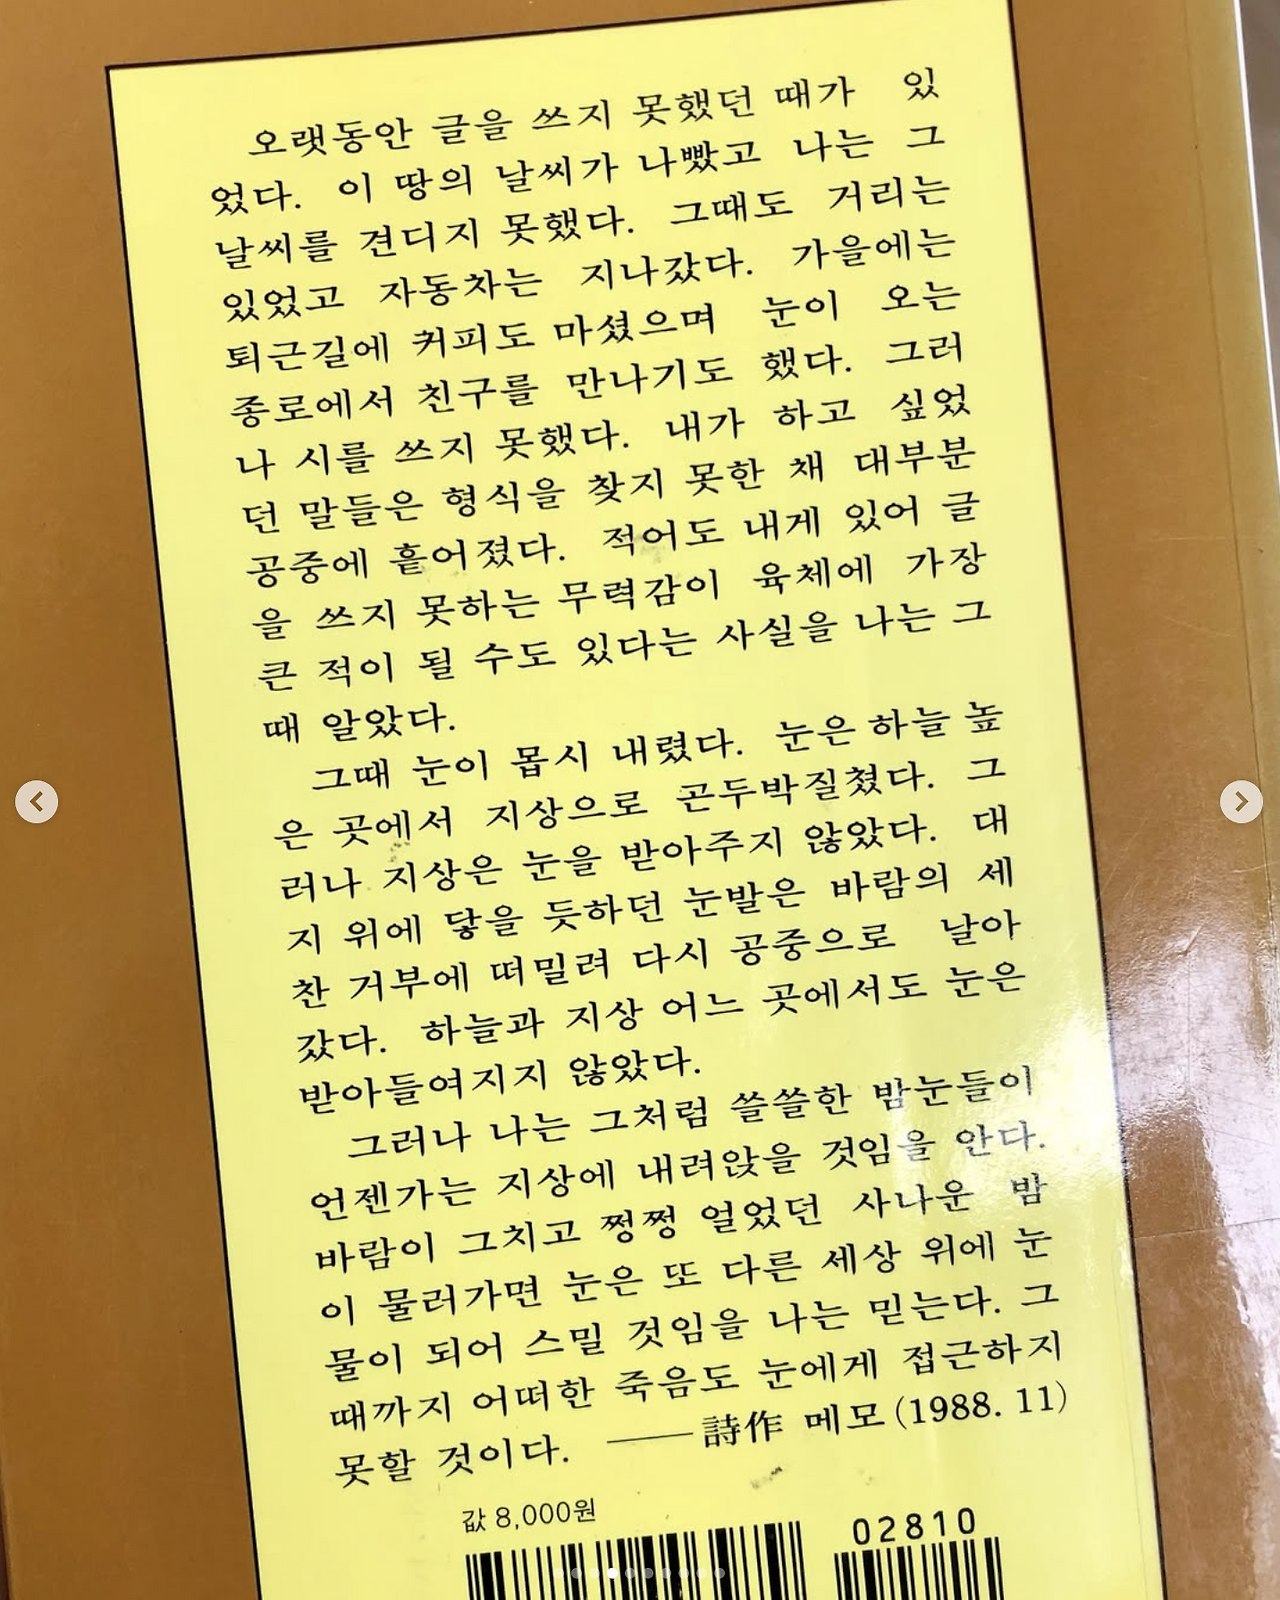 오랫동안 글을 쓰지 못했던 때가 있
었다. 이 땅의 날씨가 나빴고 나는 그
날씨를 견디지 못했다. 그때도 거리는
있었고 자동차는 지나갔다. 가을에는
퇴근길에 커피도 마셨으며 눈이 오는
종로에서 친구를 만나기도 했다. 그러
나 시를 쓰지 못했다. 내가 하고 싶었
던 말들은 형식을 찾지 못한 채 대부분
공중에 흩어졌다. 적어도 내게 있어 글
을 쓰지 못하는 무력감이 육체에 가장
큰 적이 될 수도 있다는 사실을 나는 그
때 알았다.
그때 눈이 몹시 내렸다. 눈은 하늘 높
은 곳에서 지상으로 곤두박질쳤다. 그
러나 지상은 눈을 받아주지 않았다. 대
지 위에 닿을 듯하던 눈발은 바람의 세
찬 거부에 떠밀려 다시 공중으로 날아
갔다. 하늘과 지상 어느 곳에서도 눈은
받아들여지지 않았다.
그러나 나는 그처럼 쓸쓸한 밤눈들이
언젠가는 지상에 내려앉을 것임을 안다.
바람이 그치고 쩡쩡 얼었던 사나운 밤
이 물러가면 눈은 또 다른 세상 위에 눈
물이 되어 스밀 것임을 나는 믿는다. 그
때까지 어떠한 죽음도 눈에게 접근하지
못할 것이다. ——詩作 메모(1988. 11)
값 8,000원
02810